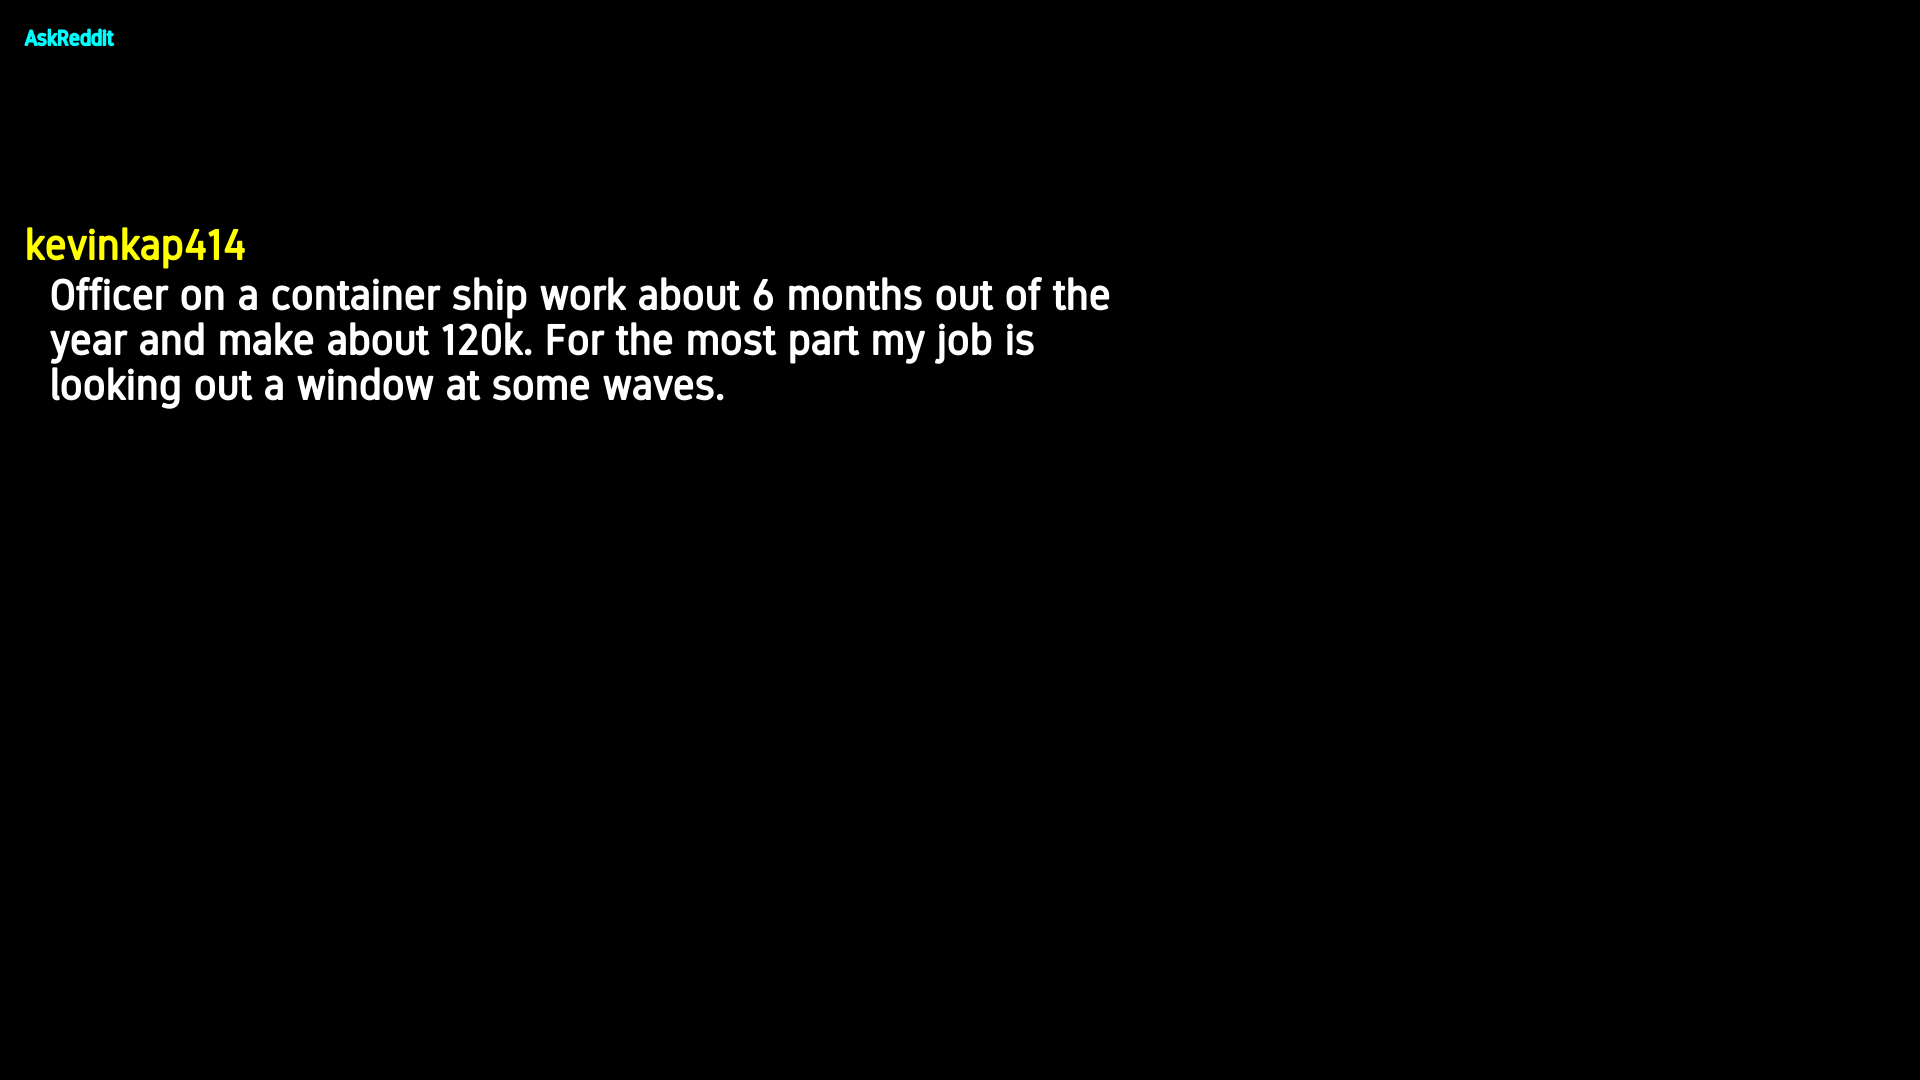 AskReddit
kevinkap414
Officer on a container ship work about 6 months out of the
year and make about 120k. For the most part my job is
looking out a window at some waves.